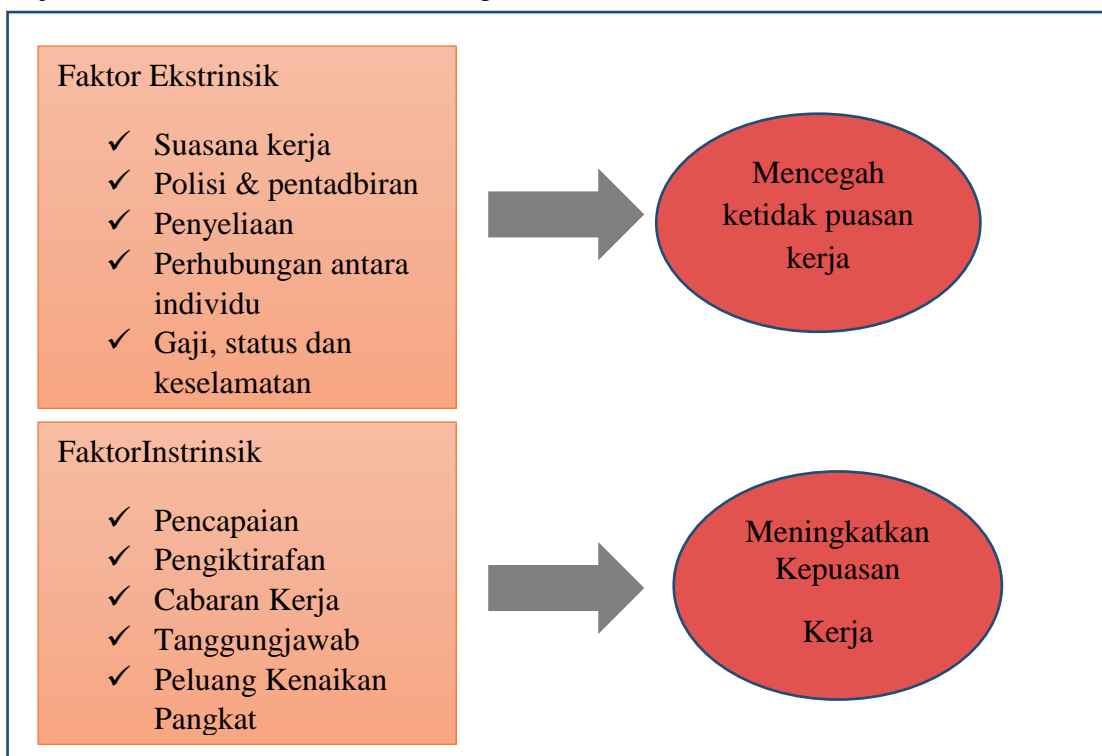 Faktor Ekstrinsik
✓ Suasana kerja
✓ Polisi & pentadbiran
✓ Penyeliaan
✓ Perhubungan antara
individu
✓ Gaji, status dan
keselamatan
Mencegah
ketidak puasan
kerja
FaktorInstrinsik
✓ Pencapaian
✓ Pengiktirafan
✓ Cabaran Kerja
✓ Tanggungjawab
✓ Peluang Kenaikan
Pangkat
Meningkatkan
Kepuasan
Kerja